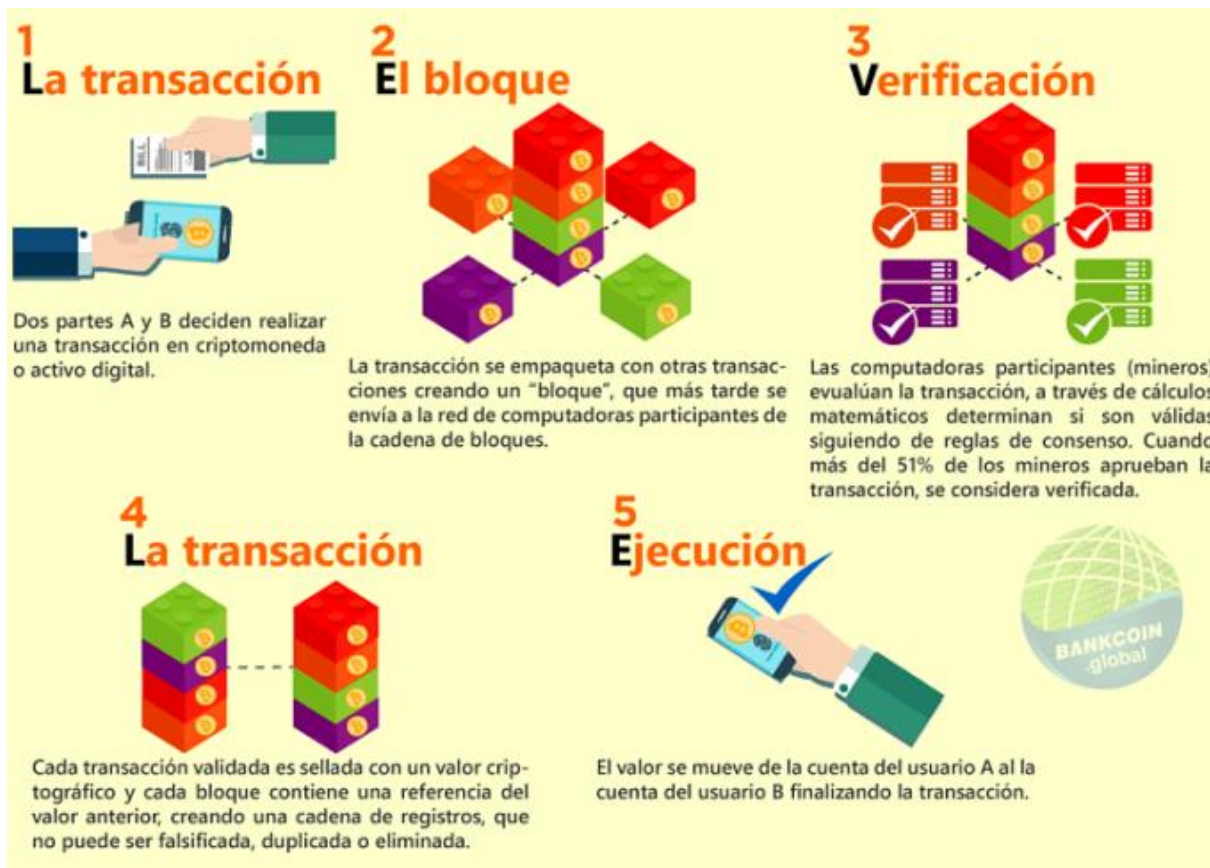 1
La transacción
BILL
Dos partes A y B deciden realizar
una transacción en criptomoneda
o activo digital.
2
El bloque
La transacción se empaqueta con otras transac-
ciones creando un “bloque”, que más tarde se
envía a la red de computadoras participantes de
la cadena de bloques.
3
Verificación
Las computadoras participantes (mineros)
evualúan la transacción, a través de cálculos
matemáticos determinan si son válidas
siguiendo de reglas de consenso. Cuando
más del 51% de los mineros aprueban la
transacción, se considera verificada.
4
La transacción
Cada transacción validada es sellada con un valor crip-
tográfico y cada bloque contiene una referencia del
valor anterior, creando una cadena de registros, que
no puede ser falsificada, duplicada o eliminada.
5
Ejecución
El valor se mueve de la cuenta del usuario A al la
cuenta del usuario B finalizando la transacción.
BANKCOIN
.global